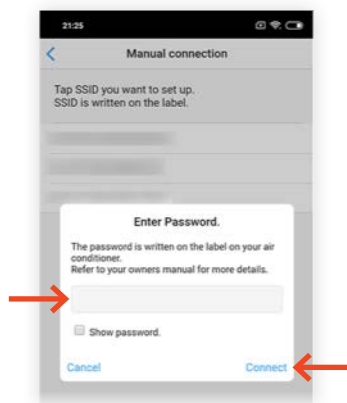 21:25
Manual connection
Tap SSID you want to set up.
SSID is written on the label.
Enter Password.
The password is written on the label on your air
conditioner.
Refer to your owners manual for more details.
Show password.
Cancel
Connect